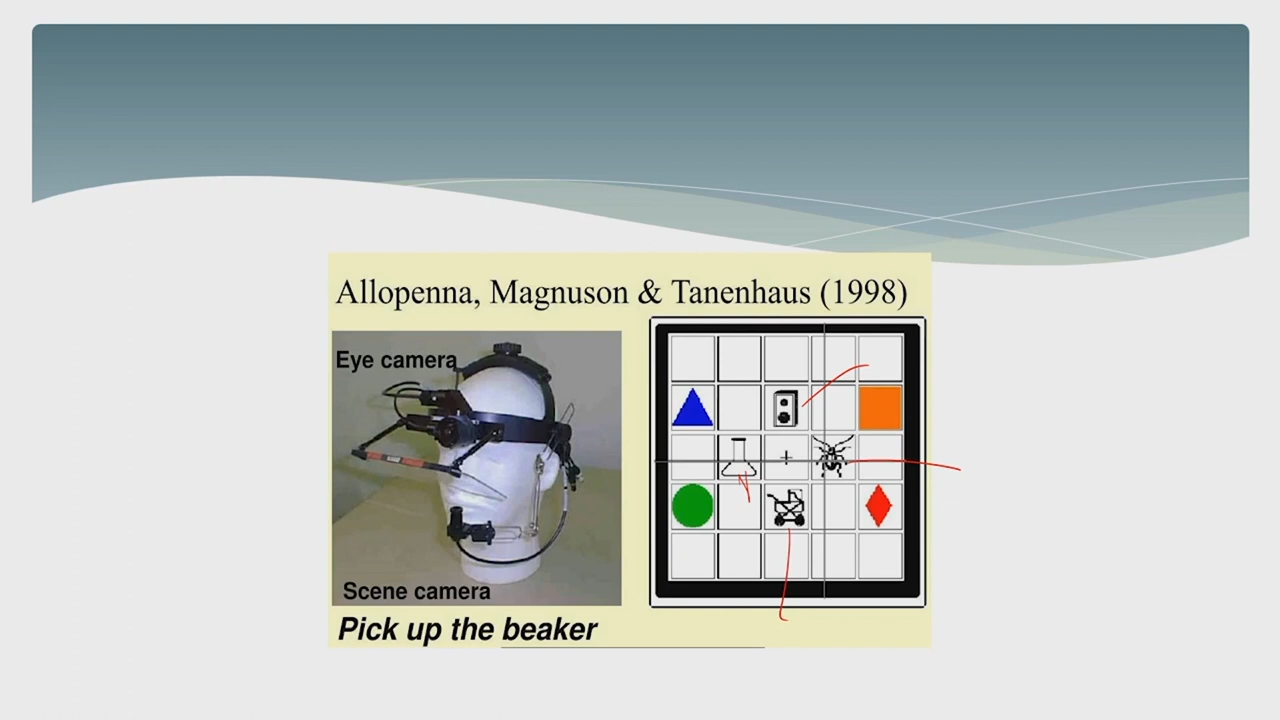 Allopenna, Magnuson & Tanenhaus (1998)
Eye camera
Scene camera
Pick up the beaker